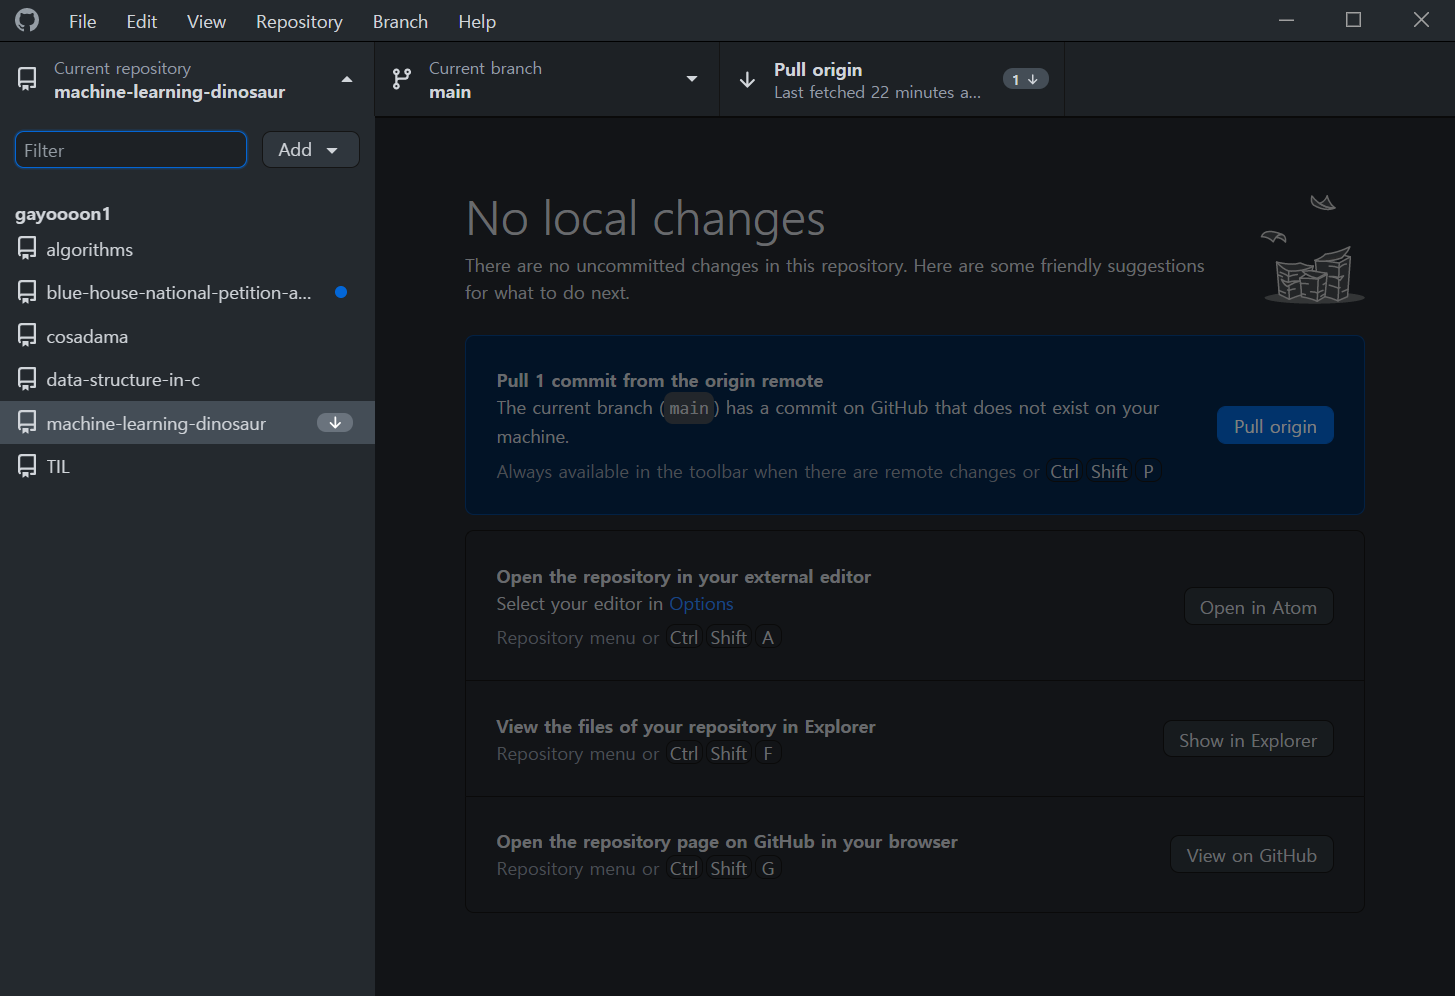 File Edit View Repository Branch Help
Current repository
machine-learning-dinosaur
Current branch
main
Pull origin
Last fetched 22 minutes a...
1
Filter
Add
gayoooon1
algorithms
blue-house-national-petition-a...
cosadama
data-structure-in-c
machine-learning-dinosaur
TIL
No local changes
There are no uncommitted changes in this repository. Here are some friendly suggestions
for what to do next.
Pull 1 commit from the origin remote
The current branch (main) has a commit on GitHub that does not exist on your
machine.
Always available in the toolbar when there are remote changes or Ctrl Shift P
Pull origin
Open the repository in your external editor
Select your editor in Options
Repository menu or Ctrl Shift A
Open in Atom
View the files of your repository in Explorer
Repository menu or Ctrl Shift F
Show in Explorer
Open the repository page on GitHub in your browser
Repository menu or Ctrl Shift G
View on GitHub